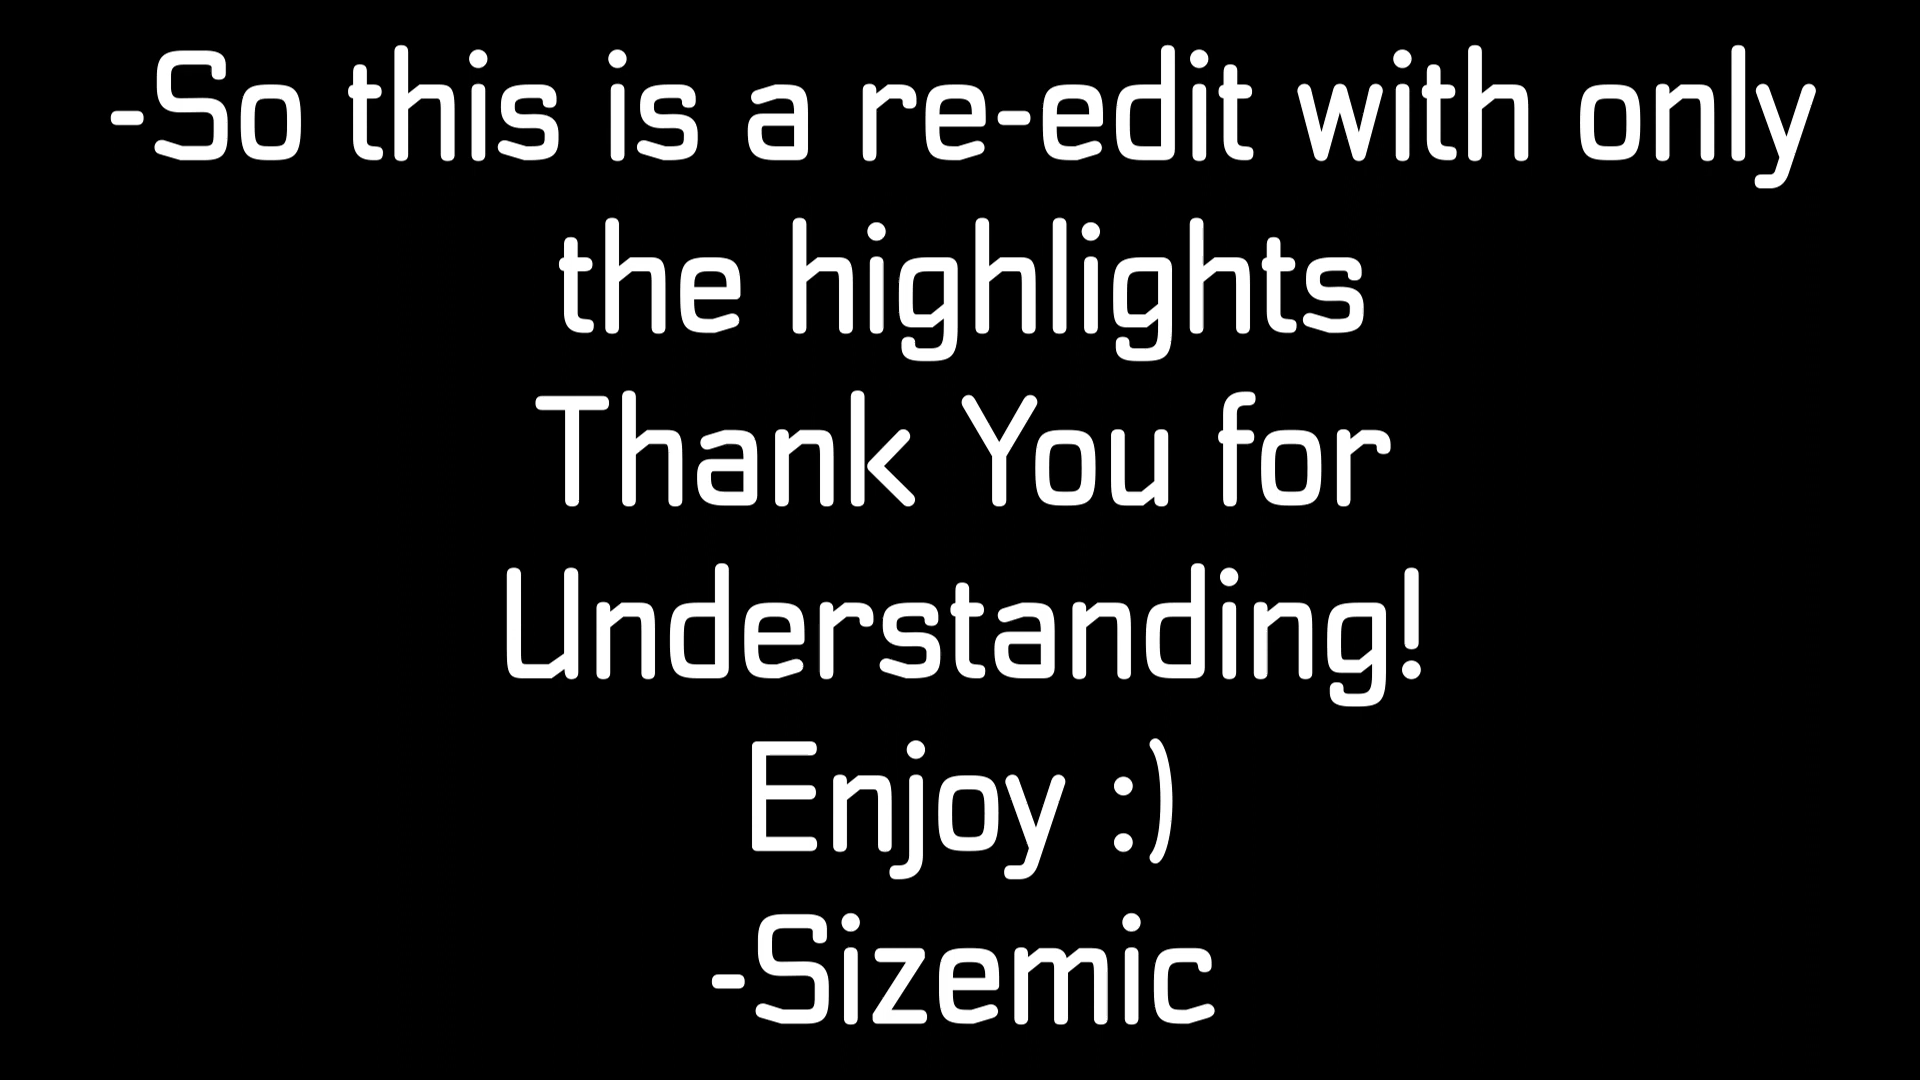 -So this is a re-edit with only
the highlights
Thank You for
Understanding!
Enjoy :)
-Sizemic